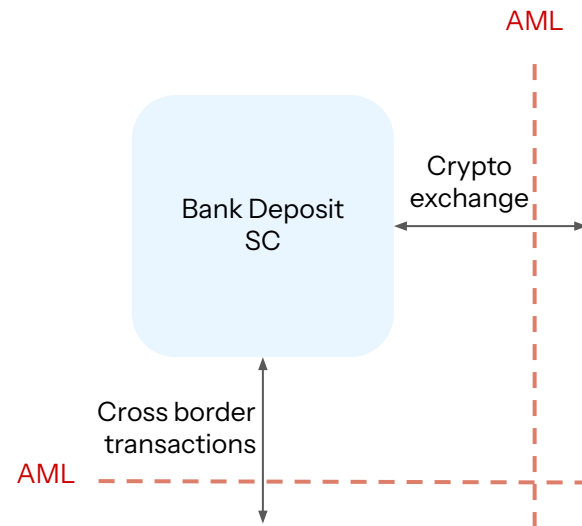 AML
Crypto
exchange
Bank Deposit
SC
Cross border
transactions
AML